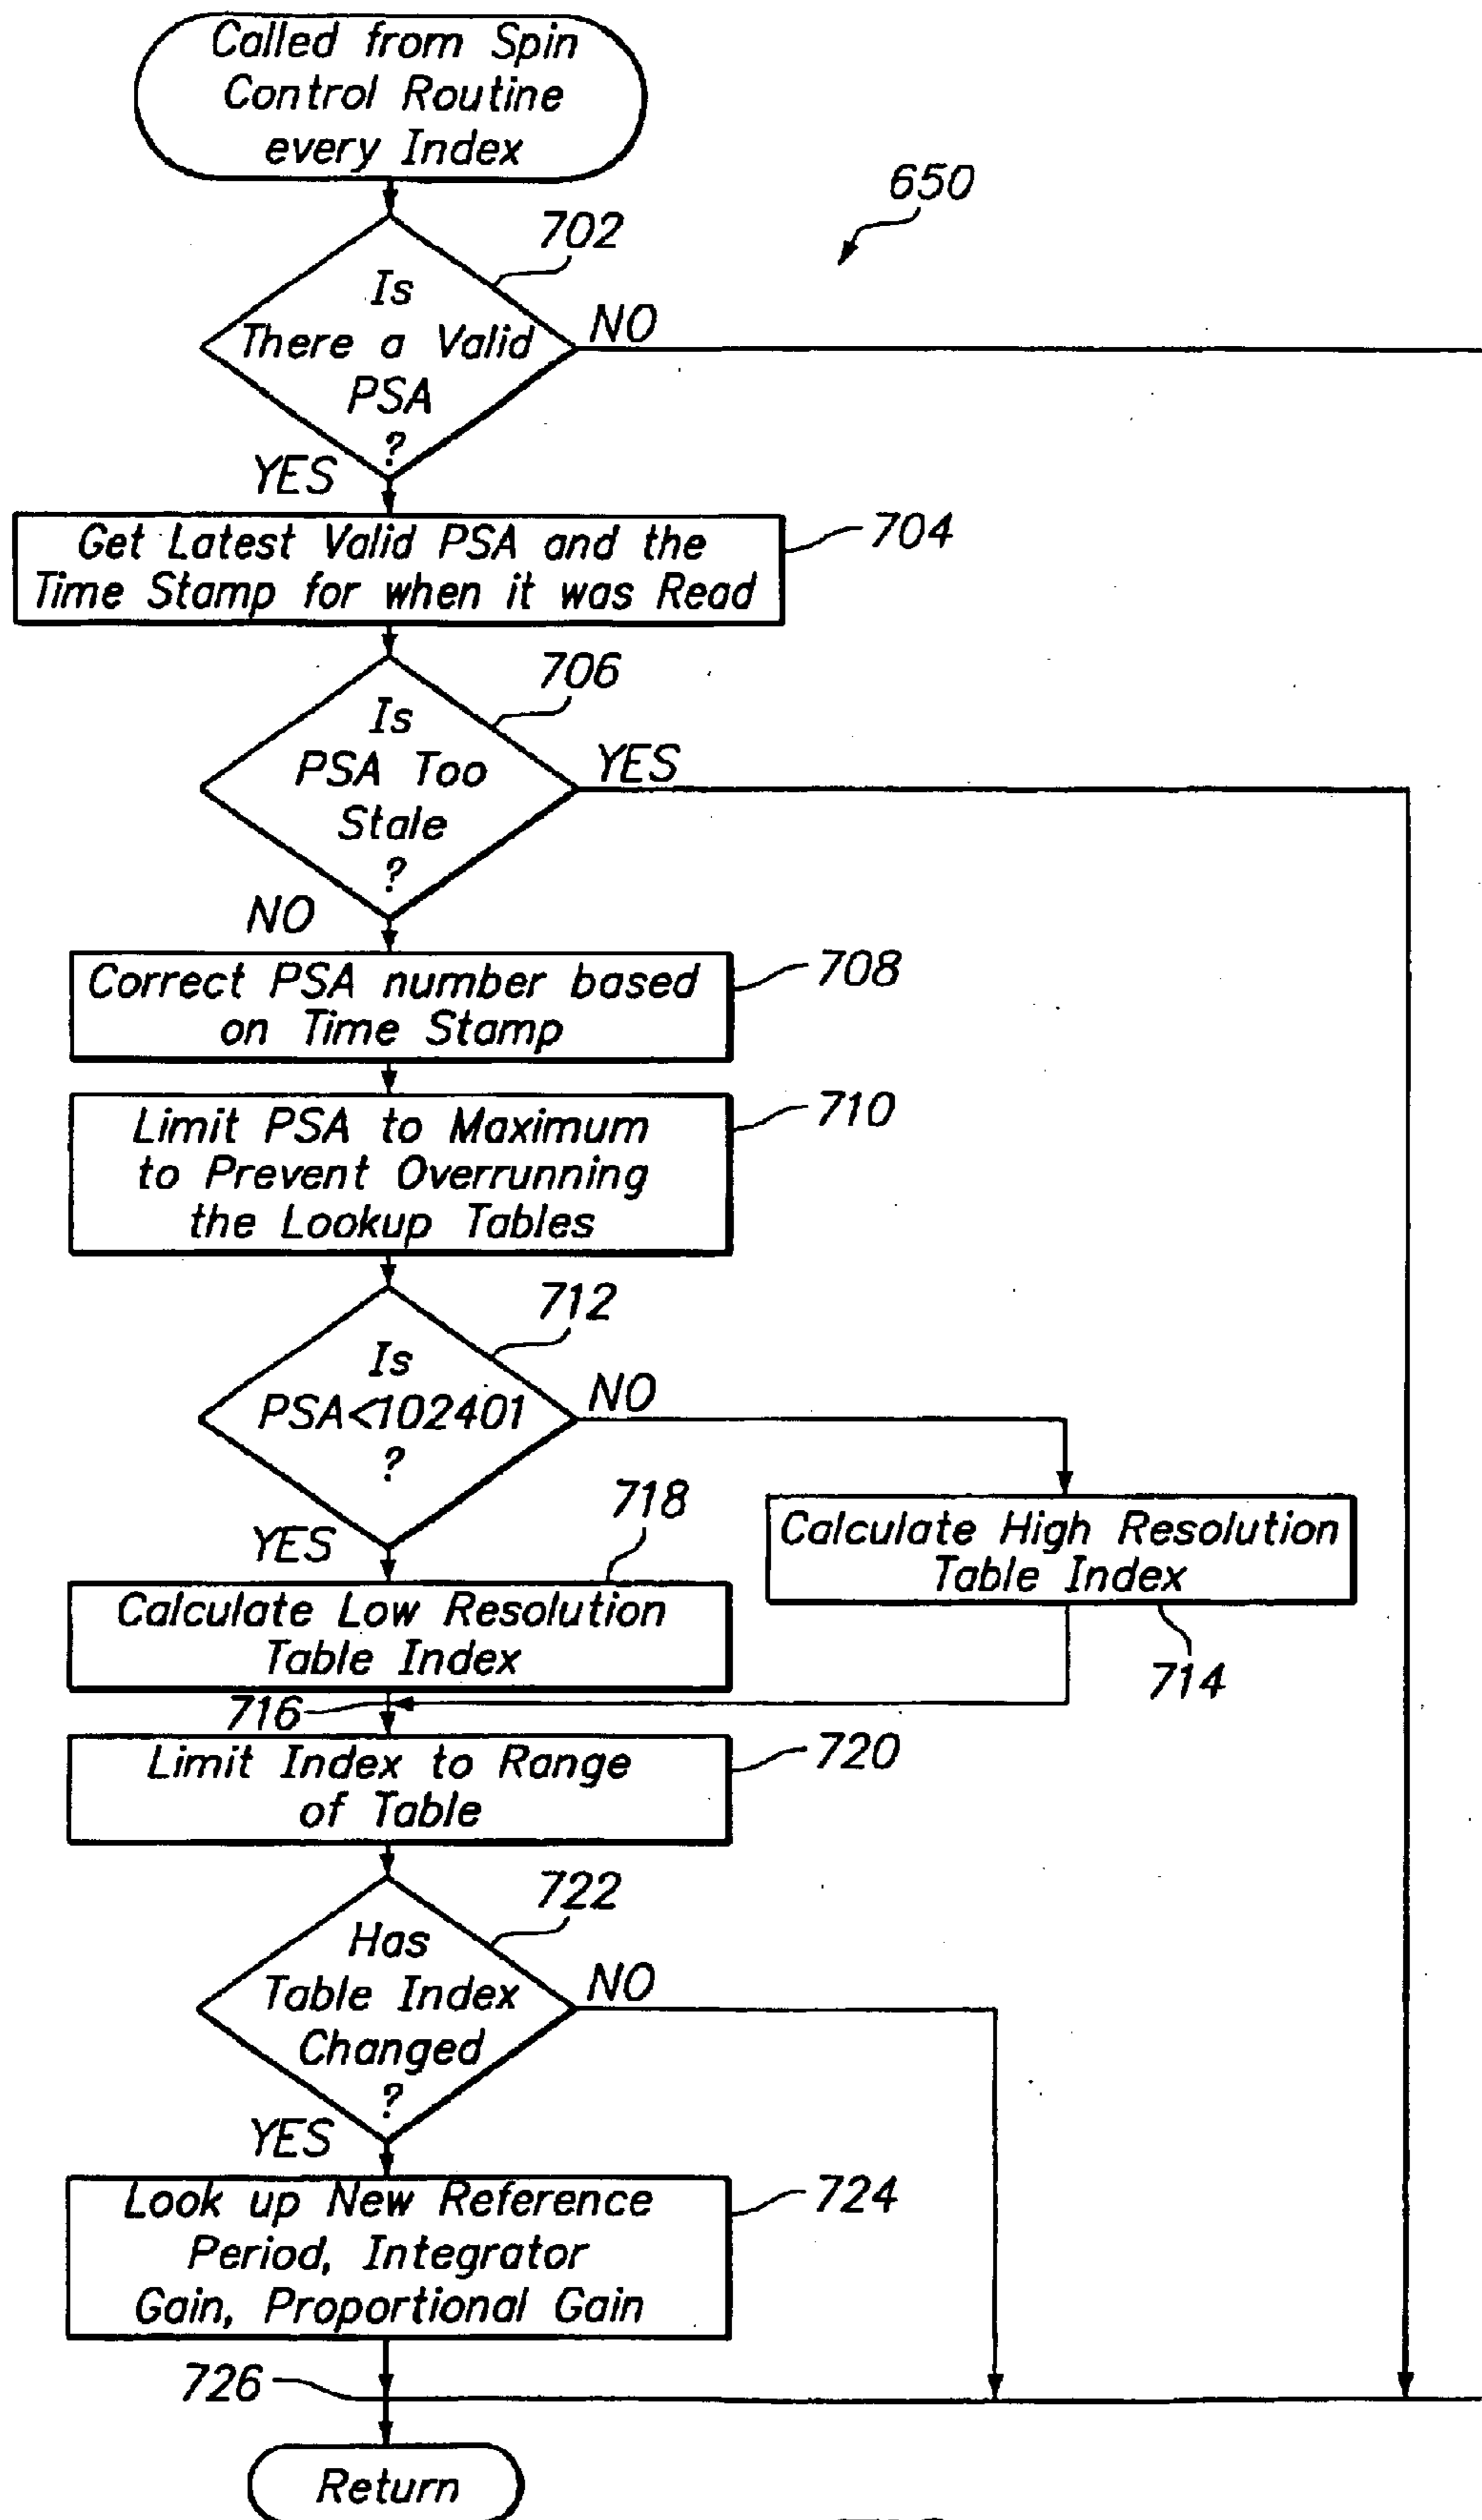 Called from Spin
Control Routine
every Index
650
702
Is
There a Valid
PSA
?
NO
YES
Get Latest Valid PSA and the
Time Stamp for when it was Read
704
706
Is
PSA Too
Stale
?
YES
NO
Correct PSA number based
on Time Stamp
708
Limit PSA to Maximum
to Prevent Overrunning
the Lookup Tables
710
712
Is
PSA<102401
?
NO
YES
718
Calculate High Resolution
Table Index
714
Calculate Low Resolution
Table Index
716
Limit Index to Range
of Table
720
722
Has
Table Index
Changed
?
NO
YES
Look up New Reference
Period, Integrator
Gain, Proportional Gain
724
726
Return